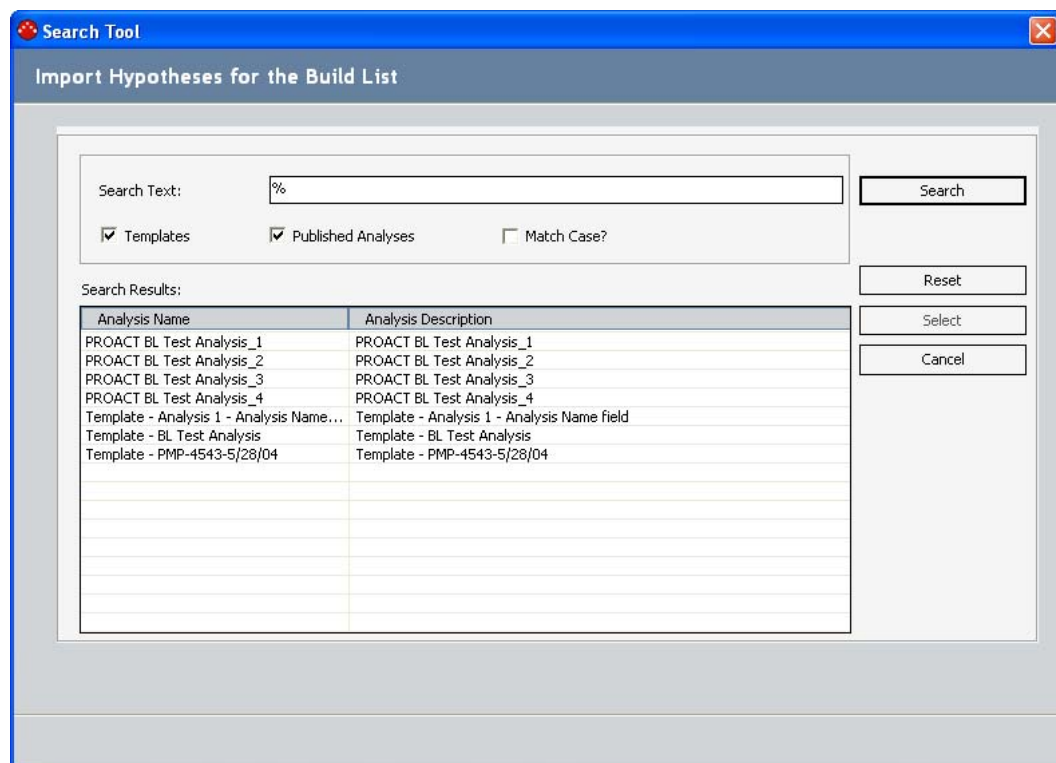 Search Tool
Import Hypotheses for the Build List
Search Text: % Search
Templates Published Analyses Match Case?
Reset
Search Results:
Analysis Name Analysis Description Select
PROACT BL Test Analysis_1 PROACT BL Test Analysis_1
PROACT BL Test Analysis_2 PROACT BL Test Analysis_2 Cancel
PROACT BL Test Analysis_3 PROACT BL Test Analysis_3
PROACT BL Test Analysis_4 PROACT BL Test Analysis_4
Template - Analysis 1 - Analysis Name... Template - Analysis 1 - Analysis Name field
Template - BL Test Analysis Template - BL Test Analysis
Template - PMP-4543-5/28/04 Template - PMP-4543-5/28/04